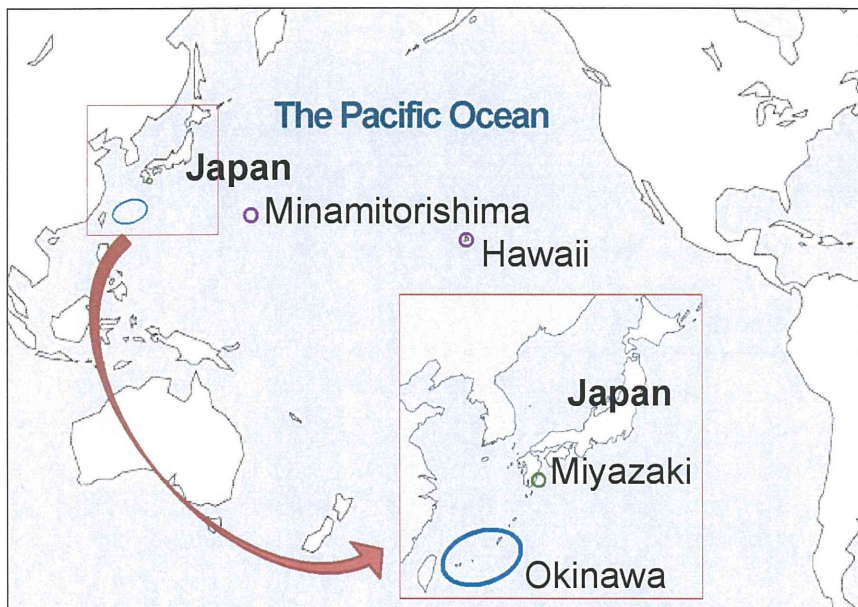 The Pacific Ocean
Japan
Minamitorishima
Hawaii
Japan
Miyazaki
Okinawa